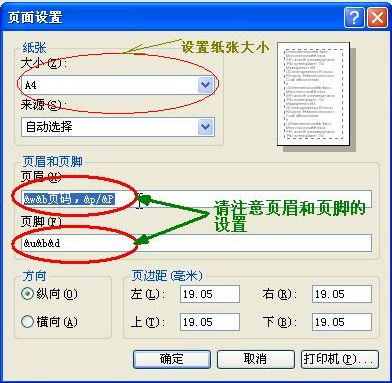 页面设置
纸张
设置纸张大小
大小(Z):
A4
来源(S):
自动选择
页眉和页脚
页眉(H)
&w&b页码，&p/&P
请注意页眉和页脚的
设置
页脚(F)
&u&b&d
方向
纵向(O)
横向(A)
页边距(毫米)
左(L): 19.05 右(R): 19.05
上(T): 19.05 下(B): 19.05
确定 取消 打印机(P)...